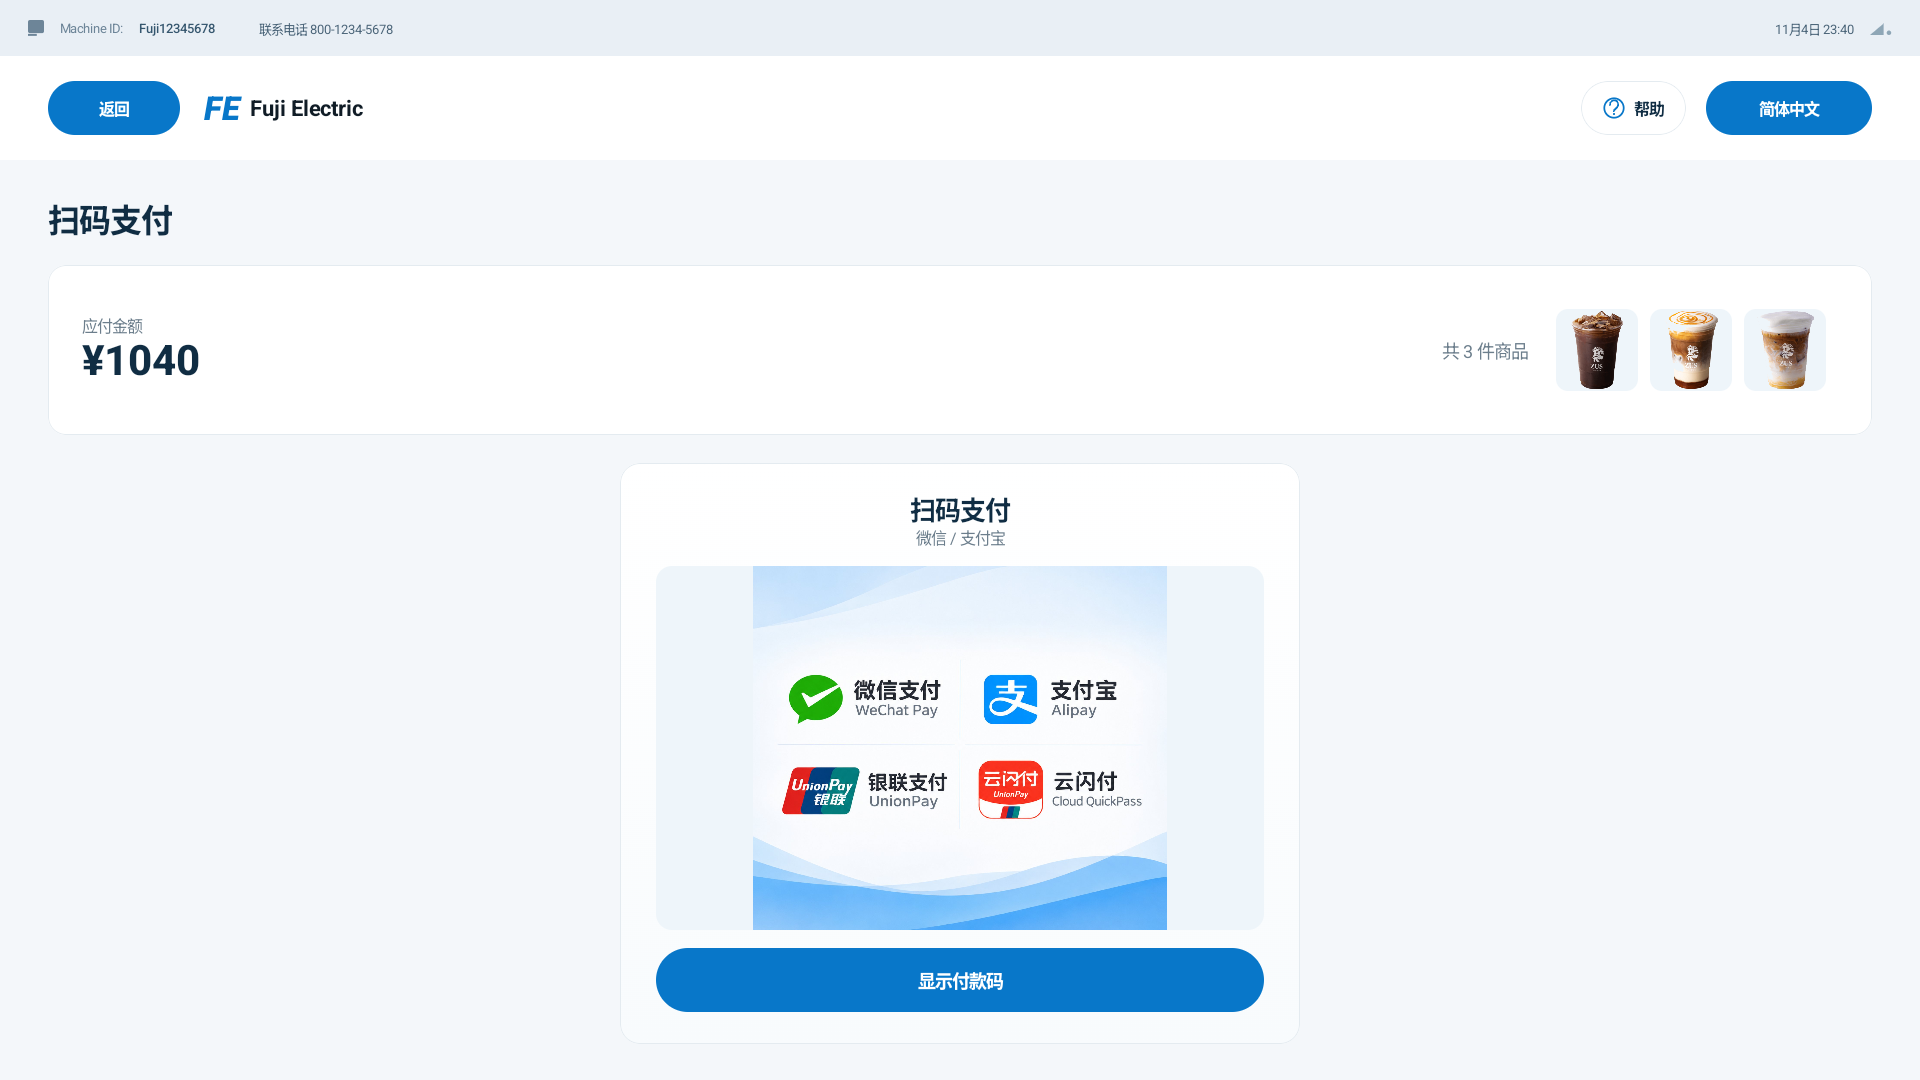 Machine ID: Fuji12345678 联系电话 800-1234-5678 11月4日 23:40
返回 FE Fuji Electric 帮助 简体中文
扫码支付
应付金额
¥1040
共 3 件商品
扫码支付
微信 / 支付宝
微信支付
WeChat Pay
支付宝
Alipay
UnionPay
银联
银联支付
UnionPay
云闪付
UnionPay
云闪付
Cloud QuickPass
显示付款码